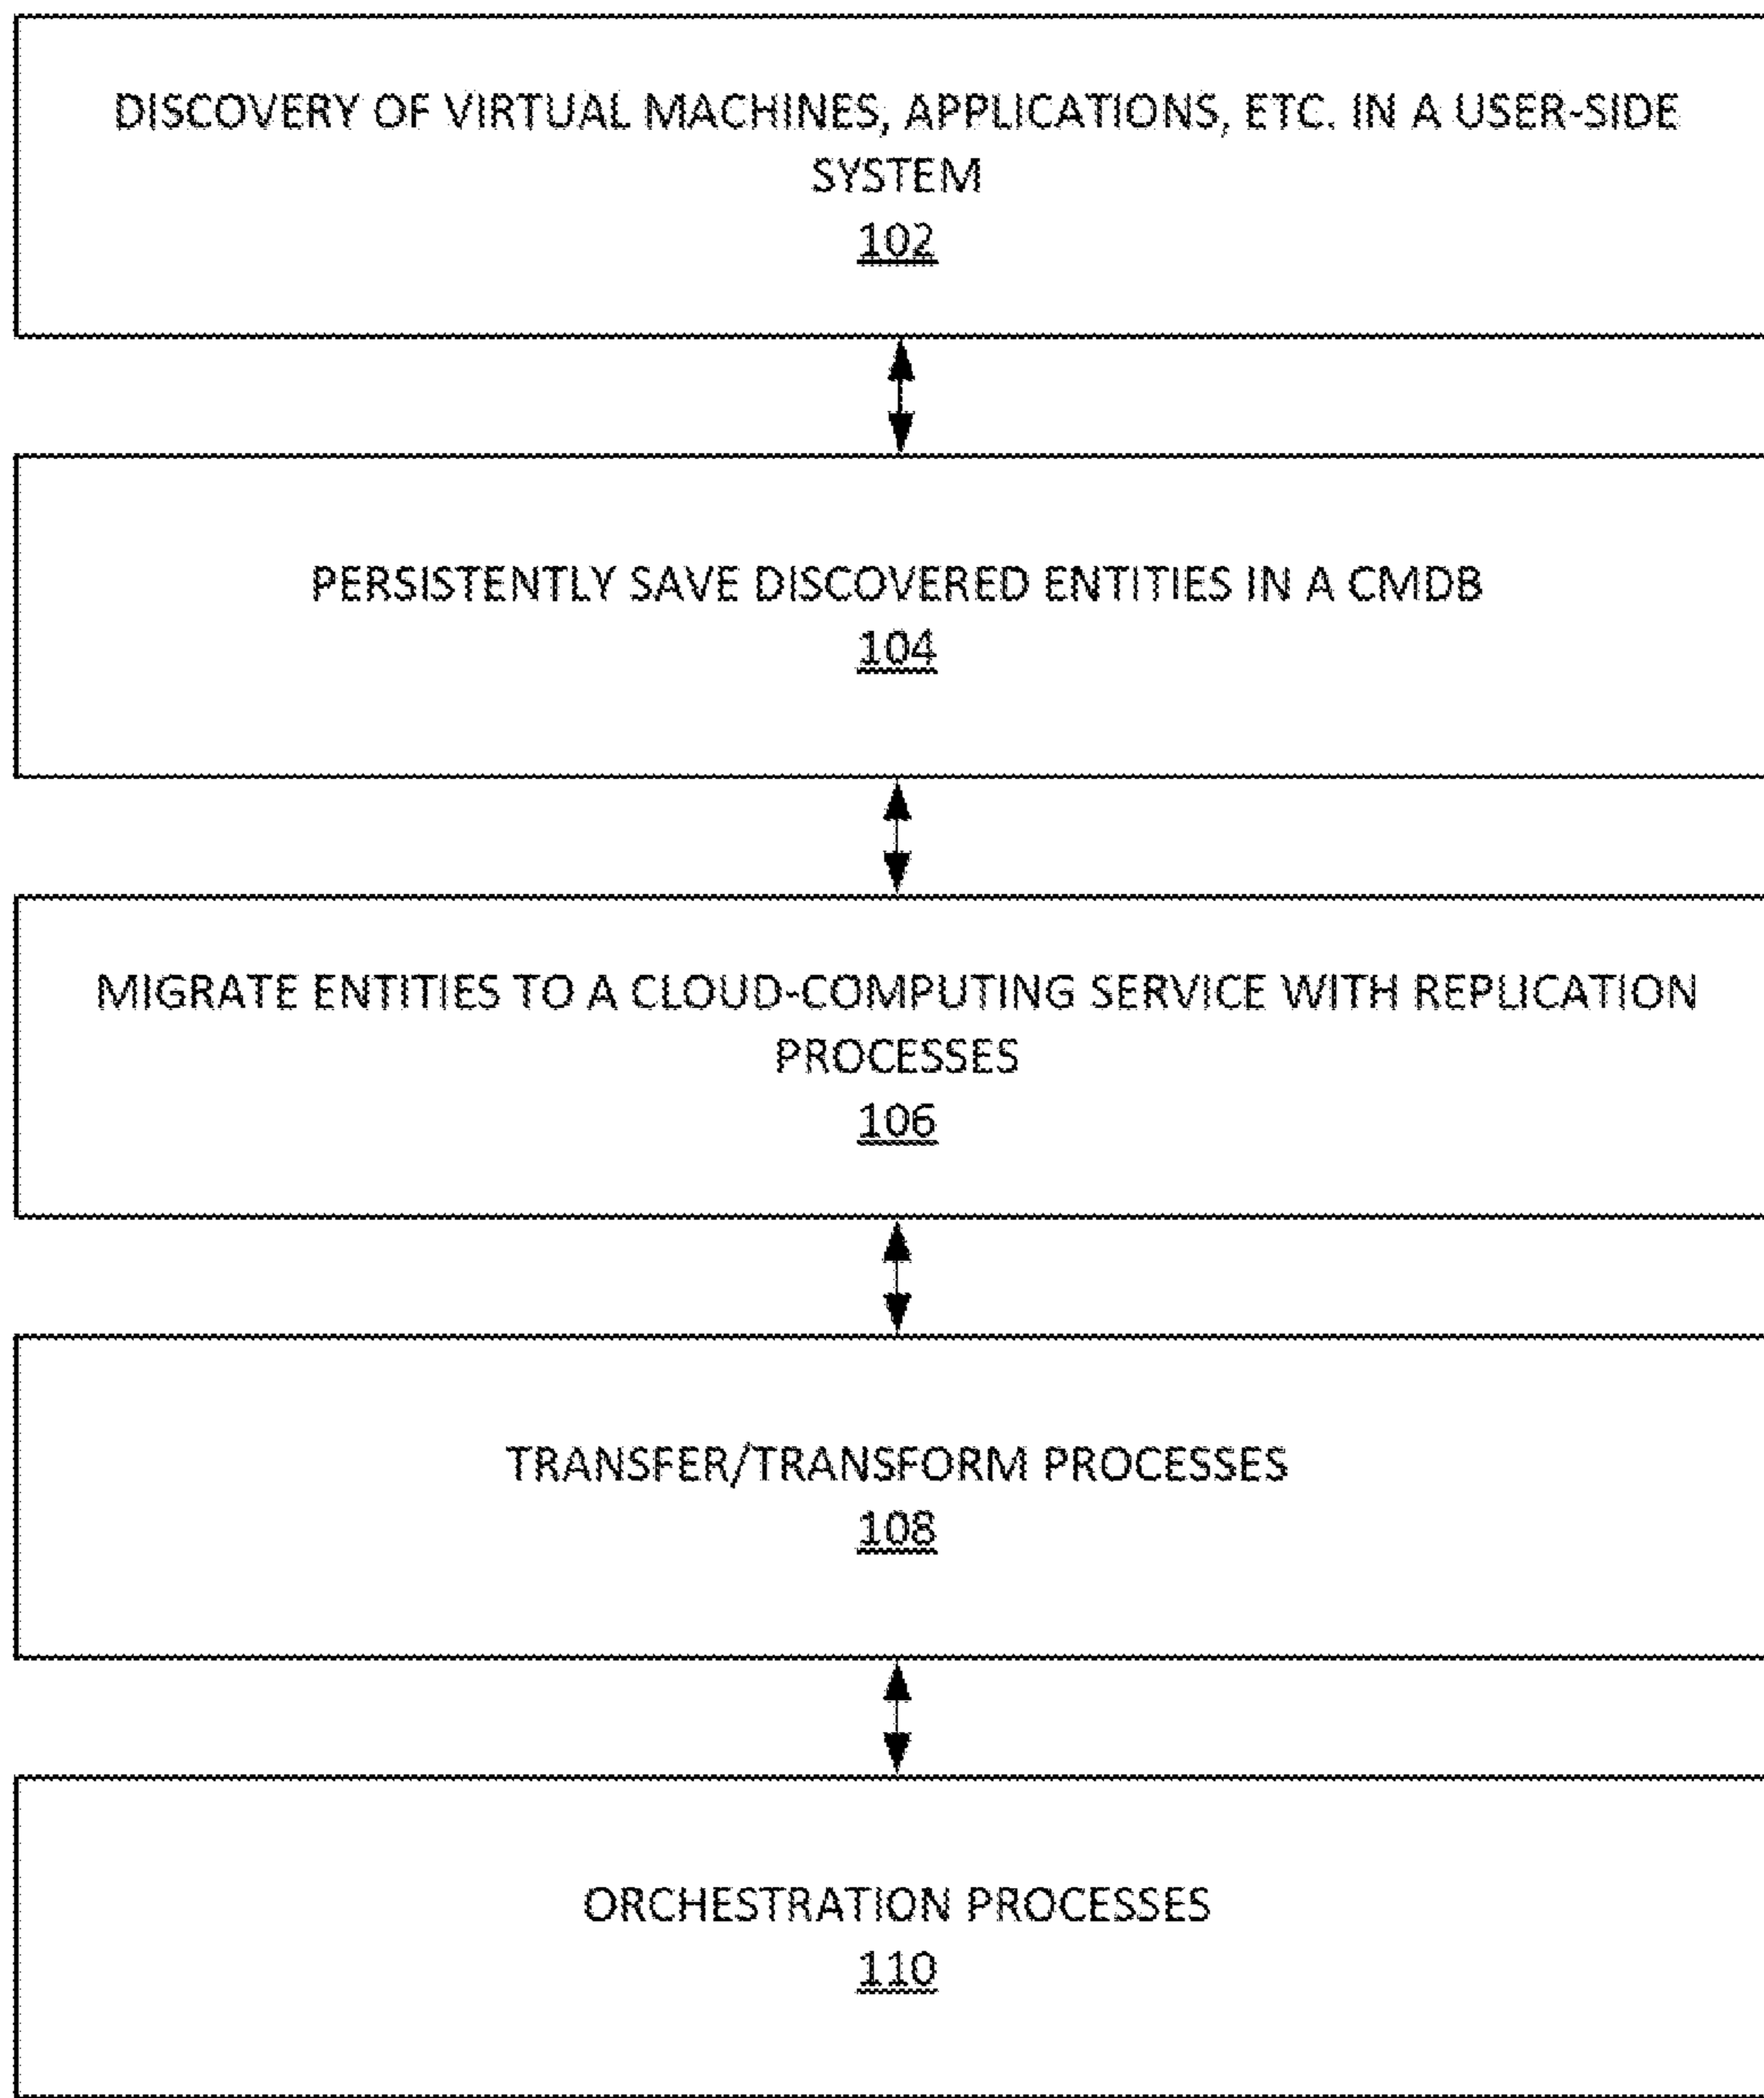 DISCOVERY OF VIRTUAL MACHINES, APPLICATIONS, ETC. IN A USER-SIDE
SYSTEM
102
PERSISTENTLY SAVE DISCOVERED ENTITIES IN A CMDB
104
MIGRATE ENTITIES TO A CLOUD-COMPUTING SERVICE WITH REPLICATION
PROCESSES
106
TRANSFER/TRANSFORM PROCESSES
108
ORCHESTRATION PROCESSES
110